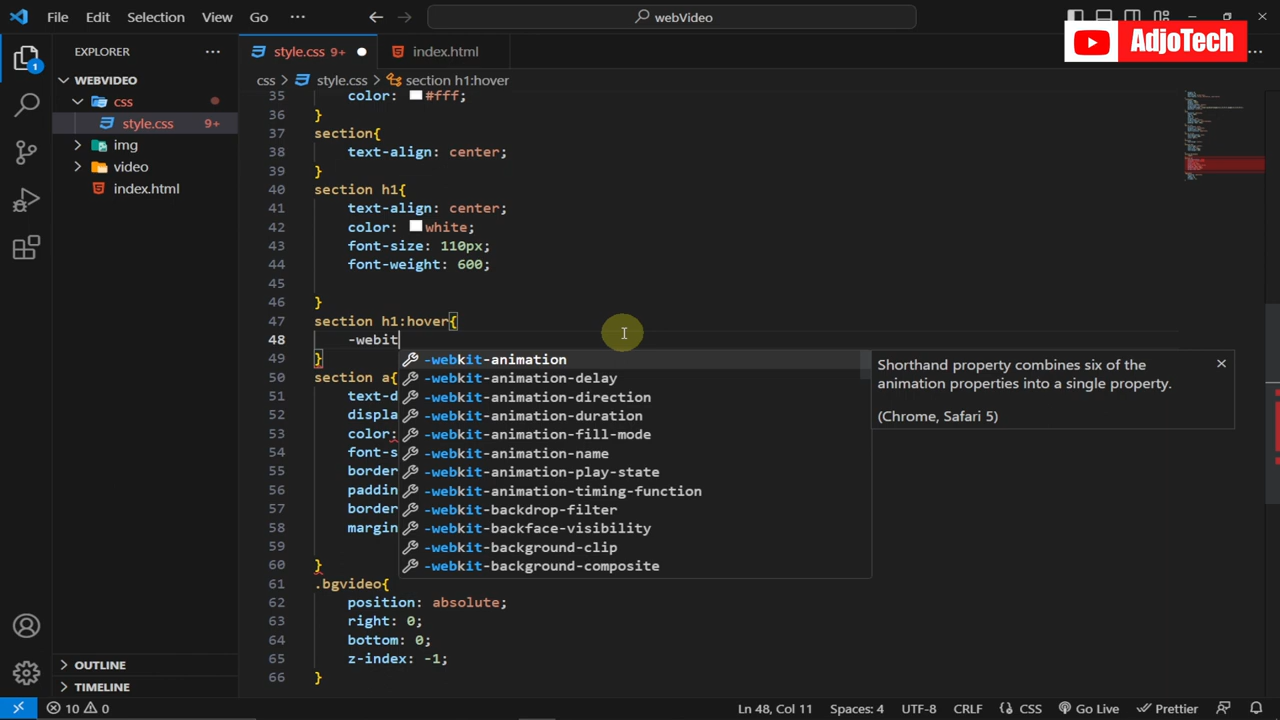 File Edit Selection View Go ··· webVideo
AdjoTech
EXPLORER ···
style.css 9+ ● index.html ···
WEBVIDEO
css > style.css > section h1:hover
css
style.css 9+
img
video
index.html
1
35 color: #fff;
36 }
37 section{
38 text-align: center;
39 }
40 section h1{
41 text-align: center;
42 color: white;
43 font-size: 110px;
44 font-weight: 600;
45
46 }
47 section h1:hover{
48 -webit
49 }
50 section a{
51 text-d
52 displa
53 color:
54 font-s
55 border
56 paddin
57 border
58 margin
59
60 }
61 .bgvideo{
62 position: absolute;
63 right: 0;
64 bottom: 0;
65 z-index: -1;
66 }
-webkit-animation
-webkit-animation-delay
-webkit-animation-direction
-webkit-animation-duration
-webkit-animation-fill-mode
-webkit-animation-name
-webkit-animation-play-state
-webkit-animation-timing-function
-webkit-backdrop-filter
-webkit-backface-visibility
-webkit-background-clip
-webkit-background-composite
Shorthand property combines six of the
animation properties into a single property.
(Chrome, Safari 5)
OUTLINE
TIMELINE
10 0 Ln 48, Col 11 Spaces: 4 UTF-8 CRLF {} CSS Go Live Prettier